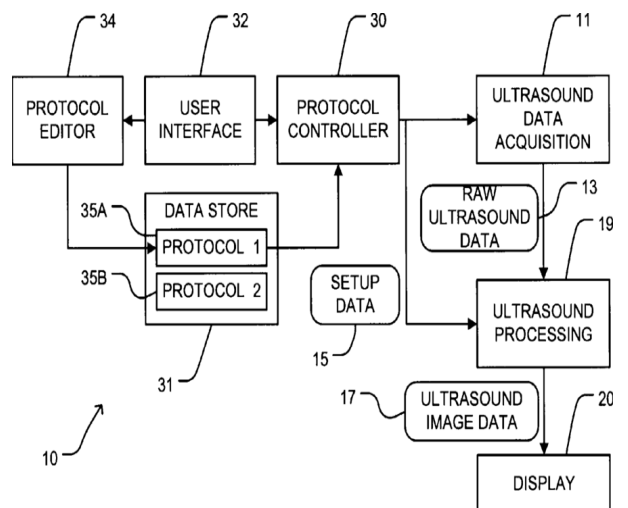 34
32
30
11
PROTOCOL
EDITOR
USER
INTERFACE
PROTOCOL
CONTROLLER
ULTRASOUND
DATA
ACQUISITION
35A
DATA STORE
PROTOCOL 1
35B
PROTOCOL 2
31
RAW
ULTRASOUND
DATA
13
19
SETUP
DATA
15
ULTRASOUND
PROCESSING
17
ULTRASOUND
IMAGE DATA
20
10
DISPLAY